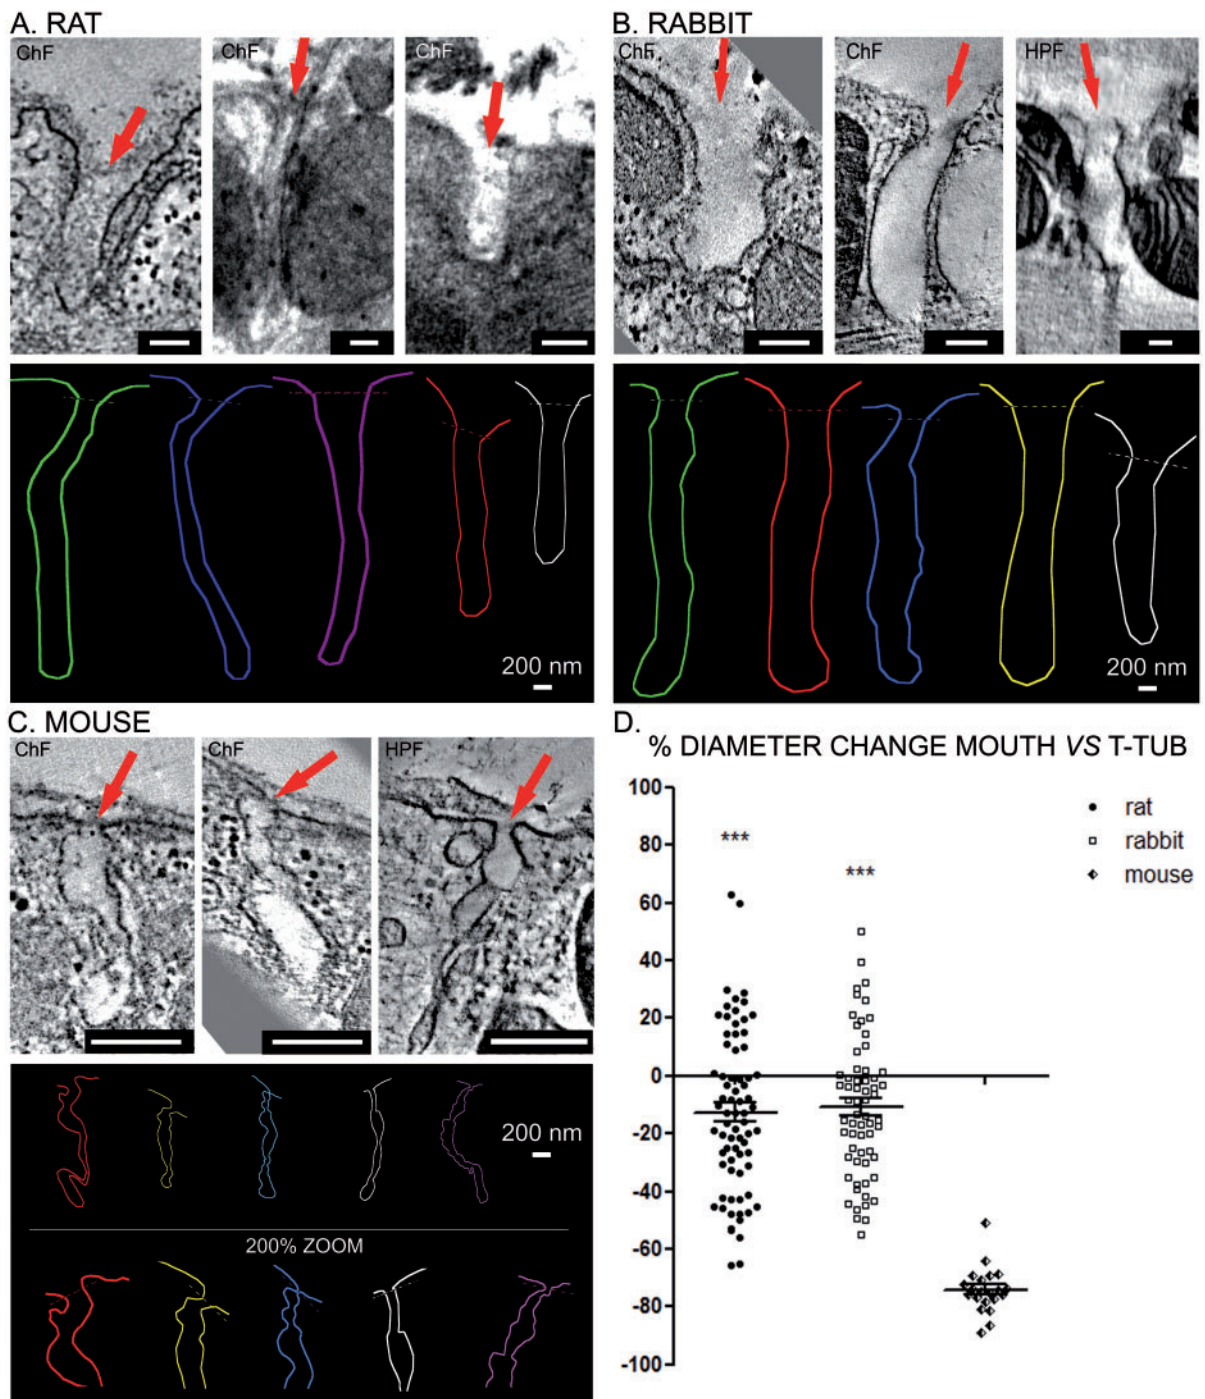 A. RAT
ChF
ChF
ChF
200 nm
B. RABBIT
ChF
ChF
HPF
200 nm
C. MOUSE
ChF
ChF
HPF
200 nm
200% ZOOM
D.
% DIAMETER CHANGE MOUTH VS T-TUB
100
80
60
40
20
0
-20
-40
-60
-80
-100
***
***
rat
rabbit
mouse